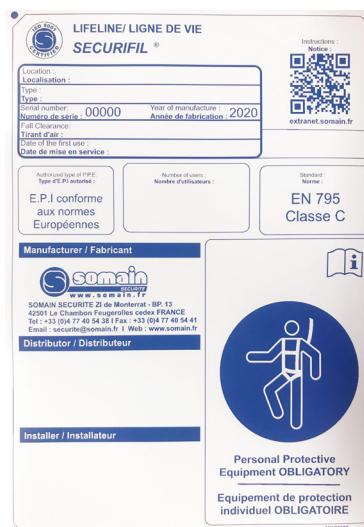 ISO 9001
CERTIFIED
LIFELINE/ LIGNE DE VIE
SECURIFIL ®
Instructions :
Notice :
extranet.somain.fr
Location :
Localisation :
Type :
Type :
Serial number:
Numéro de série : 00000
Year of manufacture :
Année de fabrication : 2020
Fall Clearance:
Tirant d'air :
Date of the first use :
Date de mise en service :
Authorized type of P.P.E.
Type d'E.P.I autorisé :
E.P.I conforme
aux normes
Européennes
Number of users :
Nombre d'utilisateurs :
Standard :
Norme :
EN 795
Classe C
Manufacturer / Fabricant
somain
SECURITE
www.somain.fr
SOMAIN SECURITE ZI de Monterrat - BP. 13
42501 Le Chambon Feugerolles cedex FRANCE
Tel : +33 (0)4 77 40 54 38 I Fax : +33 (0)4 77 40 54 41
Email : securite@somain.fr I Web : www.somain.fr
Distributor / Distributeur
Installer / Installateur
i
Personal Protective
Equipment OBLIGATORY
Equipement de protection
individuel OBLIGATOIRE